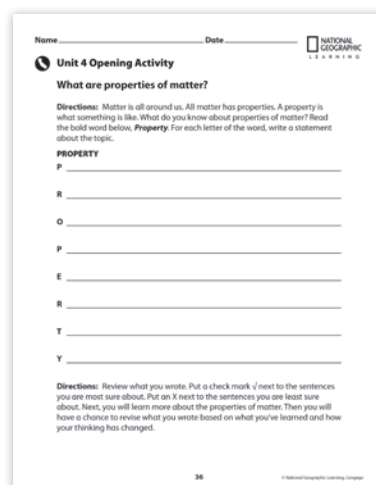 Name Date
NATIONAL
GEOGRAPHIC
LEARNING
Unit 4 Opening Activity
What are properties of matter?
Directions: Matter is all around us. All matter has properties. A property is
what something is like. What do you know about properties of matter? Read
the bold word below, Property. For each letter of the word, write a statement
about the topic.
PROPERTY
P
R
O
P
E
R
T
Y
Directions: Review what you wrote. Put a check mark √ next to the sentences
you are most sure about. Put an X next to the sentences you are least sure
about. Next, you will learn more about the properties of matter. Then you will
have a chance to revise what you wrote based on what you've learned and how
your thinking has changed.
36
© National Geographic Learning, Cengage